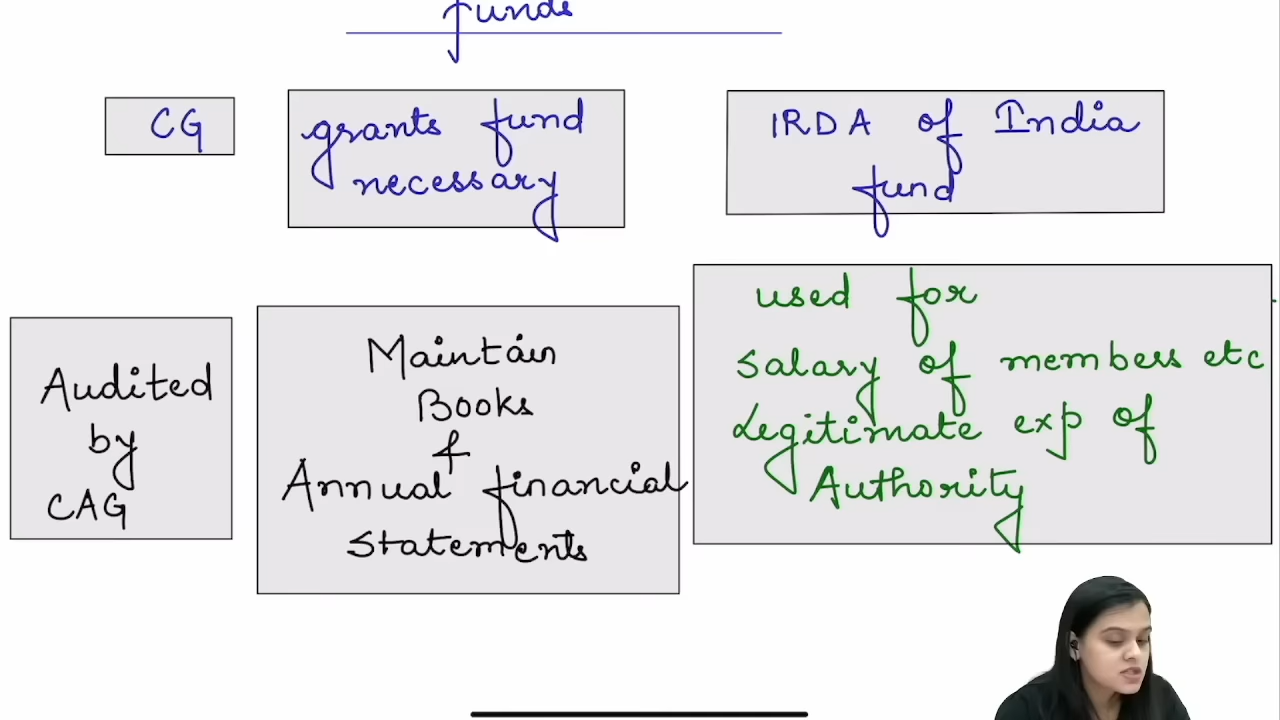 funds
CG
grants fund
necessary
IRDA of India
fund
used for
Salary of members etc
Legitimate exp of
Authority
Maintain
Books
&
Annual financial
statements
Audited
by
CAG